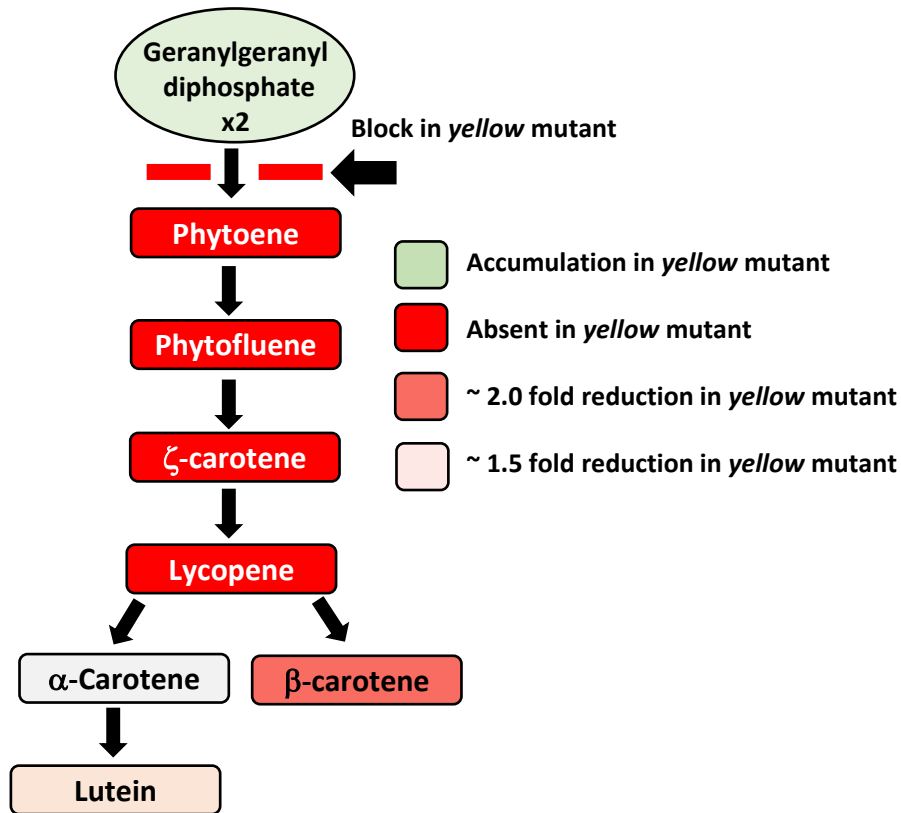 Geranylgeranyl
diphosphate
x2
Block in yellow mutant
Phytoene
Accumulation in yellow mutant
Phytofluene
Absent in yellow mutant
~ 2.0 fold reduction in yellow mutant
ζ-carotene
~ 1.5 fold reduction in yellow mutant
Lycopene
α-Carotene
β-carotene
Lutein